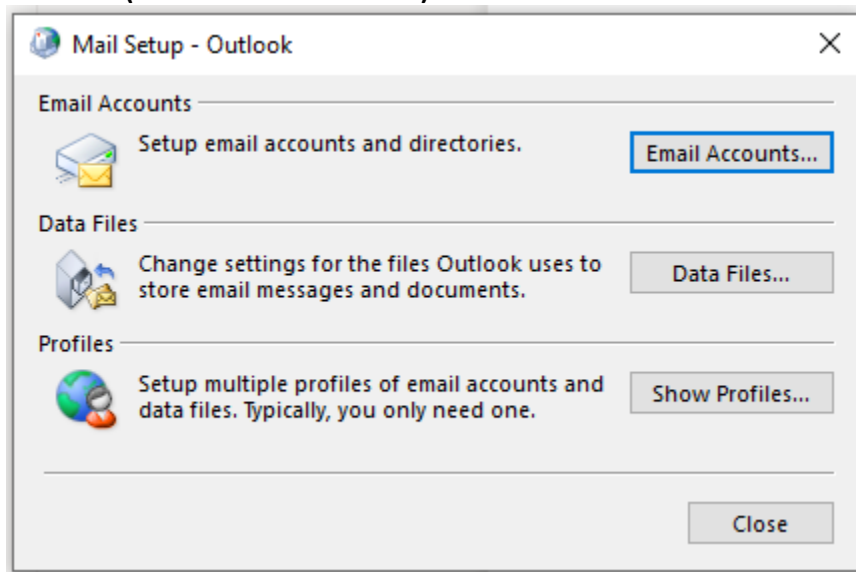 Mail Setup - Outlook
Email Accounts
Setup email accounts and directories.
Email Accounts...
Data Files
Change settings for the files Outlook uses to
store email messages and documents.
Data Files...
Profiles
Setup multiple profiles of email accounts and
data files. Typically, you only need one.
Show Profiles...
Close